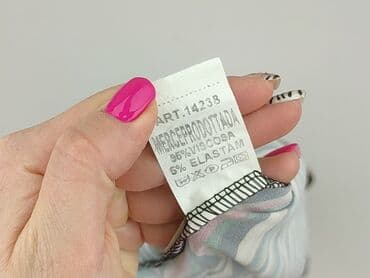 ART.14238
MERCEPRODOTTADA
95%VISCOSA
5% ELASTAM